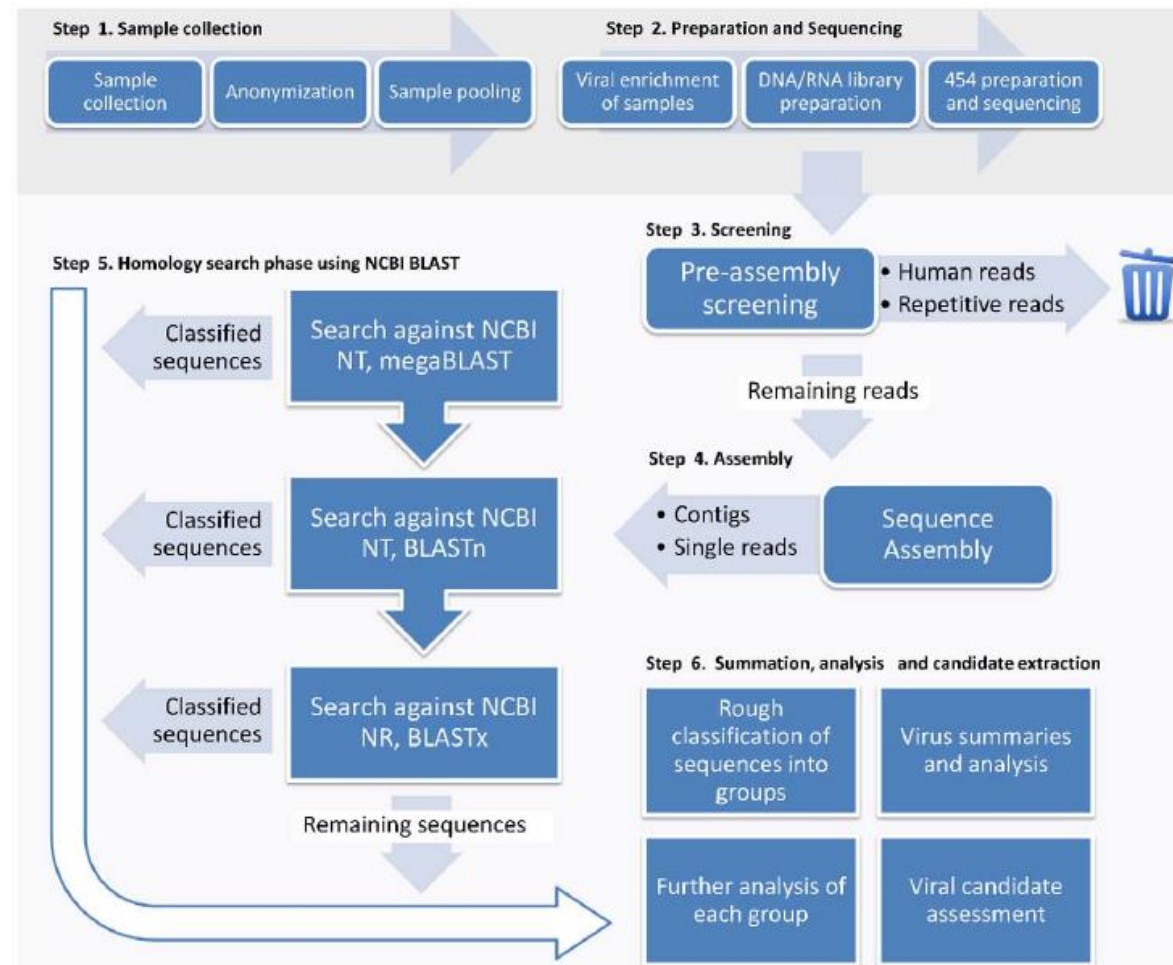 Step 1. Sample collection
Sample
collection
Anonymization
Sample pooling
Step 2. Preparation and Sequencing
Viral enrichment
of samples
DNA/RNA library
preparation
454 preparation
and sequencing
Step 3. Screening
Pre-assembly
screening
• Human reads
• Repetitive reads
Remaining reads
Step 4. Assembly
Sequence
Assembly
• Contigs
• Single reads
Step 5. Homology search phase using NCBI BLAST
Search against NCBI
NT, megaBLAST
Classified
sequences
Search against NCBI
NT, BLASTn
Classified
sequences
Search against NCBI
NR, BLASTx
Classified
sequences
Remaining sequences
Step 6. Summation, analysis and candidate extraction
Rough
classification of
sequences into
groups
Virus summaries
and analysis
Further analysis of
each group
Viral candidate
assessment